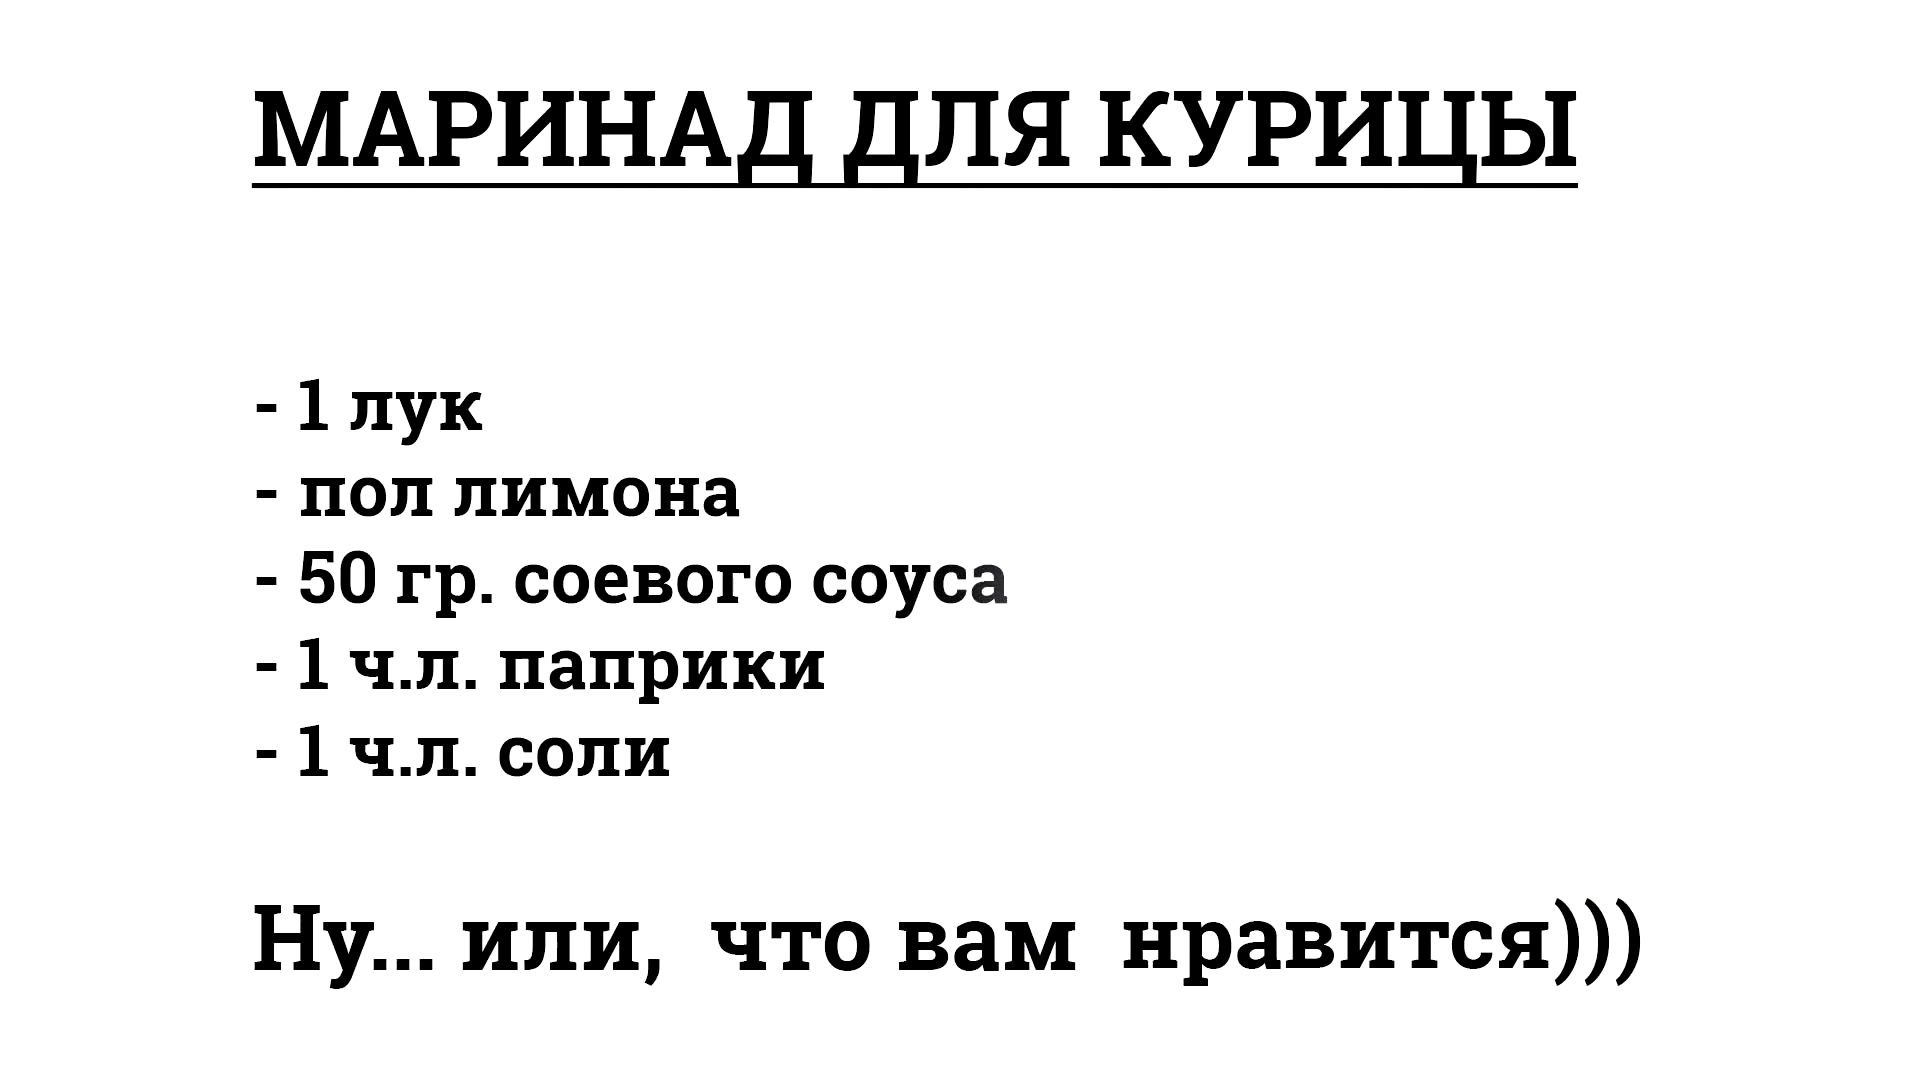 МАРИНАД ДЛЯ КУРИЦЫ
- 1 лук
- пол лимона
- 50 гр. соевого соуса
- 1 ч.л. паприки
- 1 ч.л. соли
Ну... или, что вам нравится)))